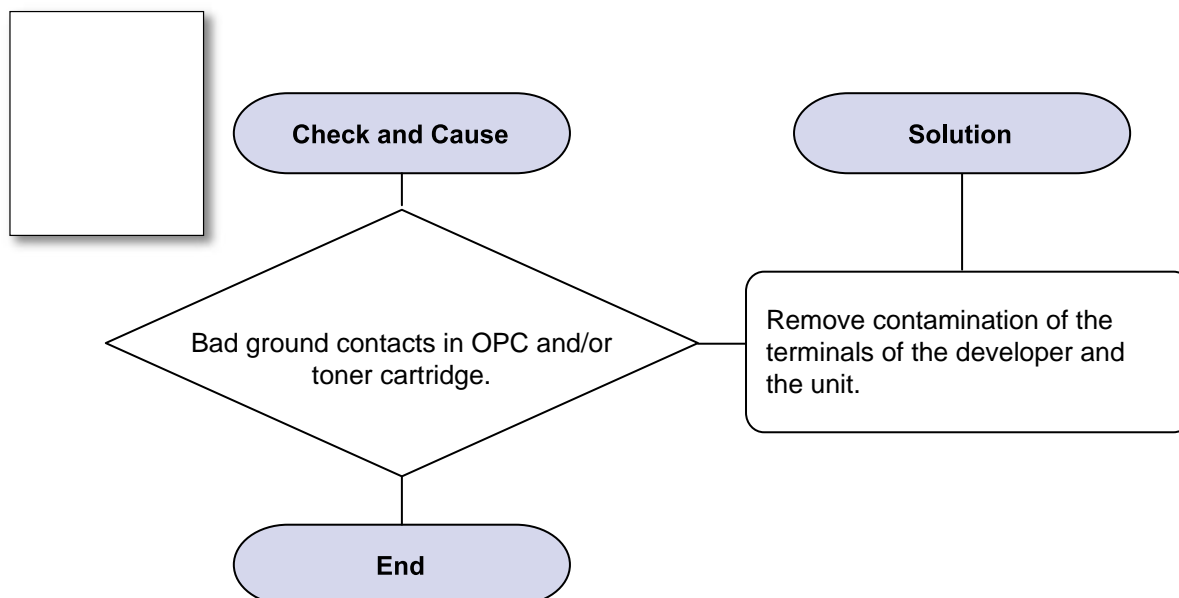 Check and Cause
Solution
Bad ground contacts in OPC and/or
toner cartridge.
Remove contamination of the
terminals of the developer and
the unit.
End